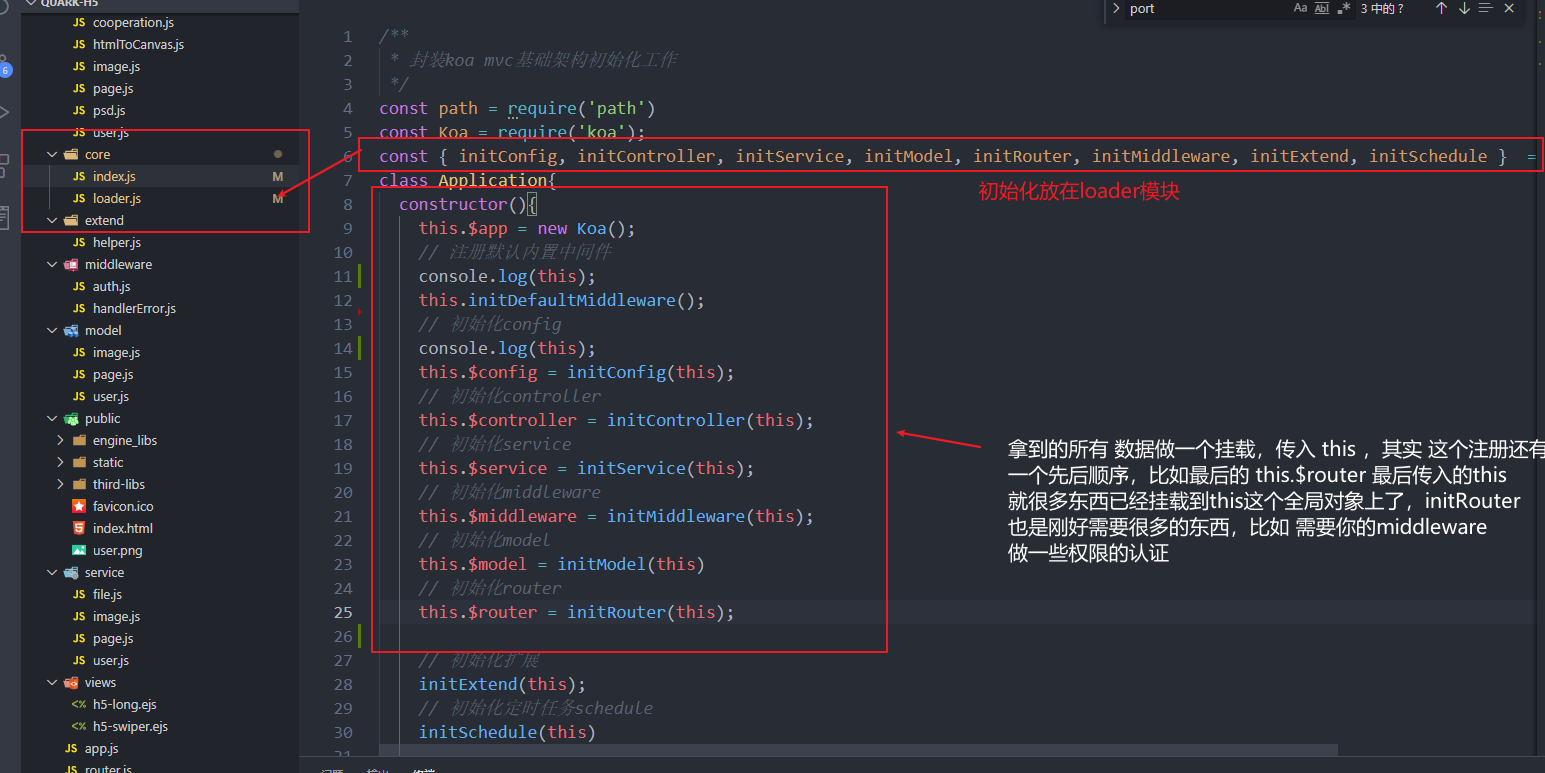 QUARK-H5
JS cooperation.js
JS htmlToCanvas.js
JS image.js
JS page.js
JS psd.js
JS user.js
core
JS index.js M
JS loader.js M
extend
JS helper.js
middleware
JS auth.js
JS handlerError.js
model
JS image.js
JS page.js
JS user.js
public
engine_libs
static
third-libs
favicon.ico
index.html
user.png
service
JS file.js
JS image.js
JS page.js
JS user.js
views
<% h5-long.ejs
<% h5-swiper.ejs
JS app.js
JS router.js
6
port Aa Abl .* 3 中的 ?
1 /**
2 * 封装koa mvc基础架构初始化工作
3 */
4 const path = require('path')
5 const Koa = require('koa');
6 const { initConfig, initController, initService, initModel, initRouter, initMiddleware, initExtend, initSchedule } =
7 class Application{
8 constructor(){
9 this.$app = new Koa();
10 // 注册默认内置中间件
11 console.log(this);
12 this.initDefaultMiddleware();
13 // 初始化config
14 console.log(this);
15 this.$config = initConfig(this);
16 // 初始化controller
17 this.$controller = initController(this);
18 // 初始化service
19 this.$service = initService(this);
20 // 初始化middleware
21 this.$middleware = initMiddleware(this);
22 // 初始化model
23 this.$model = initModel(this)
24 // 初始化router
25 this.$router = initRouter(this);
26
27 // 初始化扩展
28 initExtend(this);
29 // 初始化定时任务schedule
30 initSchedule(this)
31
初始化放在loader模块
拿到的所有 数据做一个挂载，传入 this ，其实 这个注册还有
一个先后顺序，比如最后的 this.$router 最后传入的this
就很多东西已经挂载到this这个全局对象上了，initRouter
也是刚好需要很多的东西，比如 需要你的middleware
做一些权限的认证